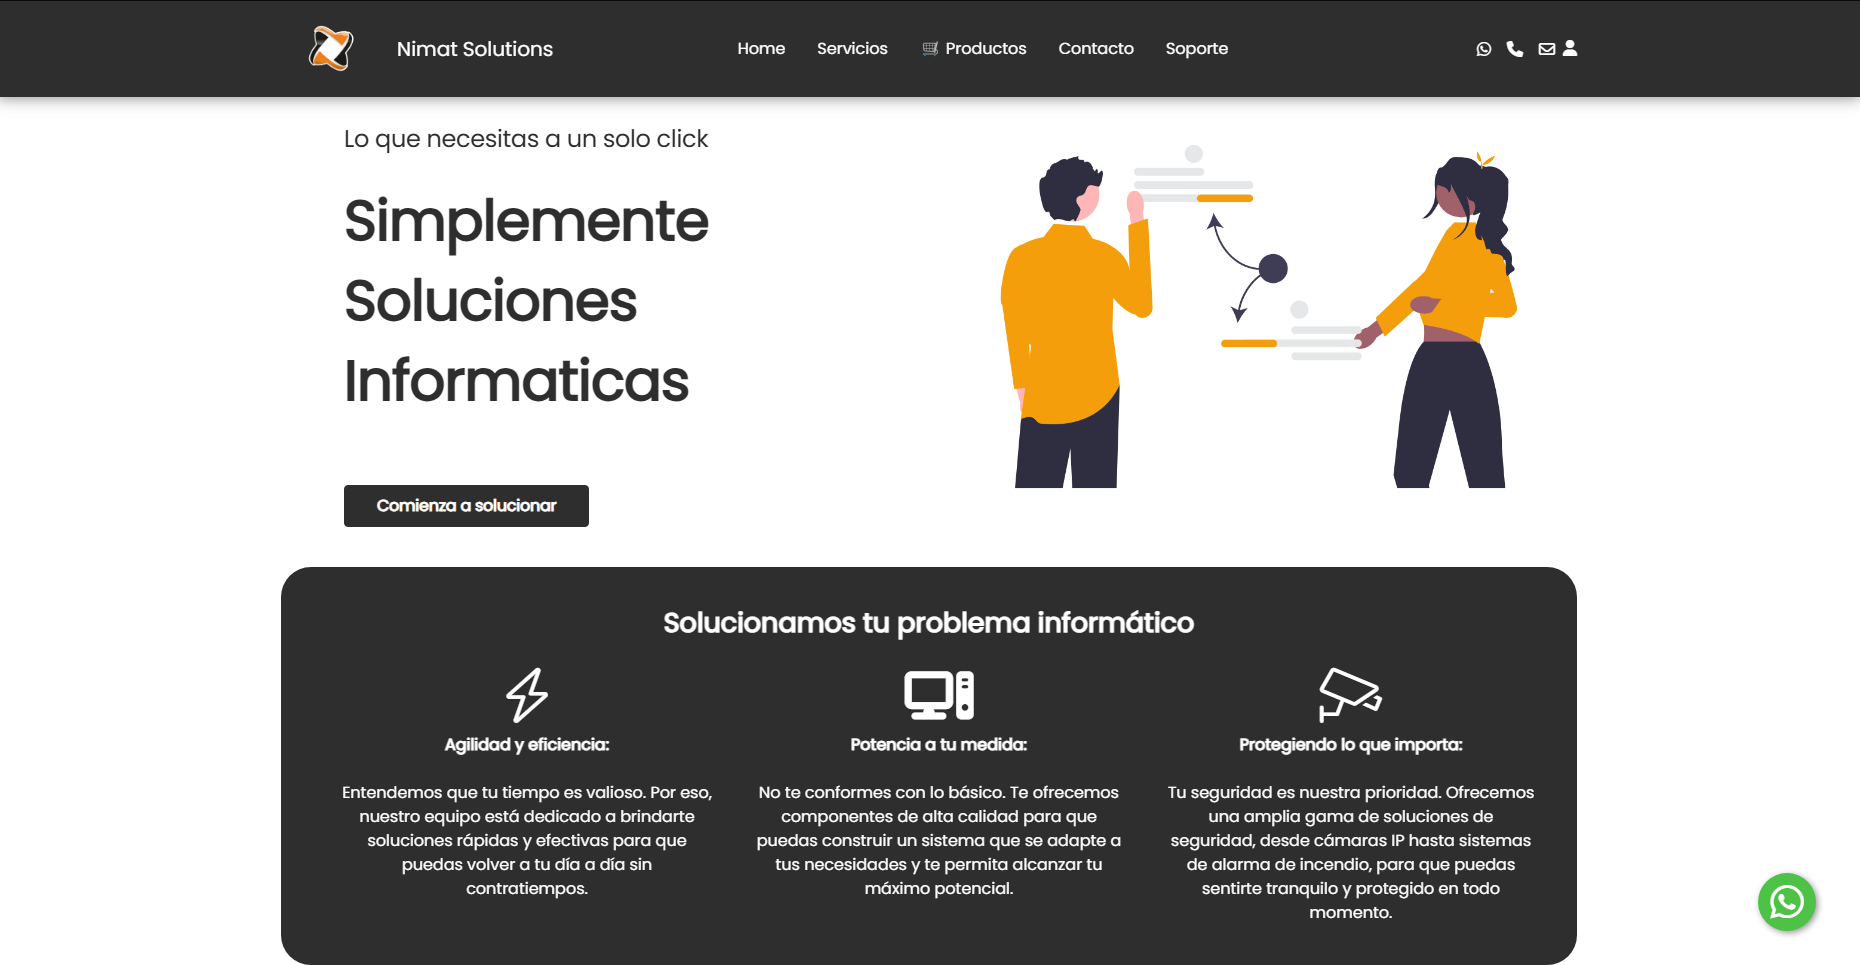 Nimat Solutions
Home Servicios 🛒 Productos Contacto Soporte
Lo que necesitas a un solo click
Simplemente
Soluciones
Informaticas
Comienza a solucionar
Solucionamos tu problema informático
Agilidad y eficiencia:
Entendemos que tu tiempo es valioso. Por eso,
nuestro equipo está dedicado a brindarte
soluciones rápidas y efectivas para que
puedas volver a tu día a día sin
contratiempos.
Potencia a tu medida:
No te conformes con lo básico. Te ofrecemos
componentes de alta calidad para que
puedas construir un sistema que se adapte a
tus necesidades y te permita alcanzar tu
máximo potencial.
Protegiendo lo que importa:
Tu seguridad es nuestra prioridad. Ofrecemos
una amplia gama de soluciones de
seguridad, desde cámaras IP hasta sistemas
de alarma de incendio, para que puedas
sentirte tranquilo y protegido en todo
momento.